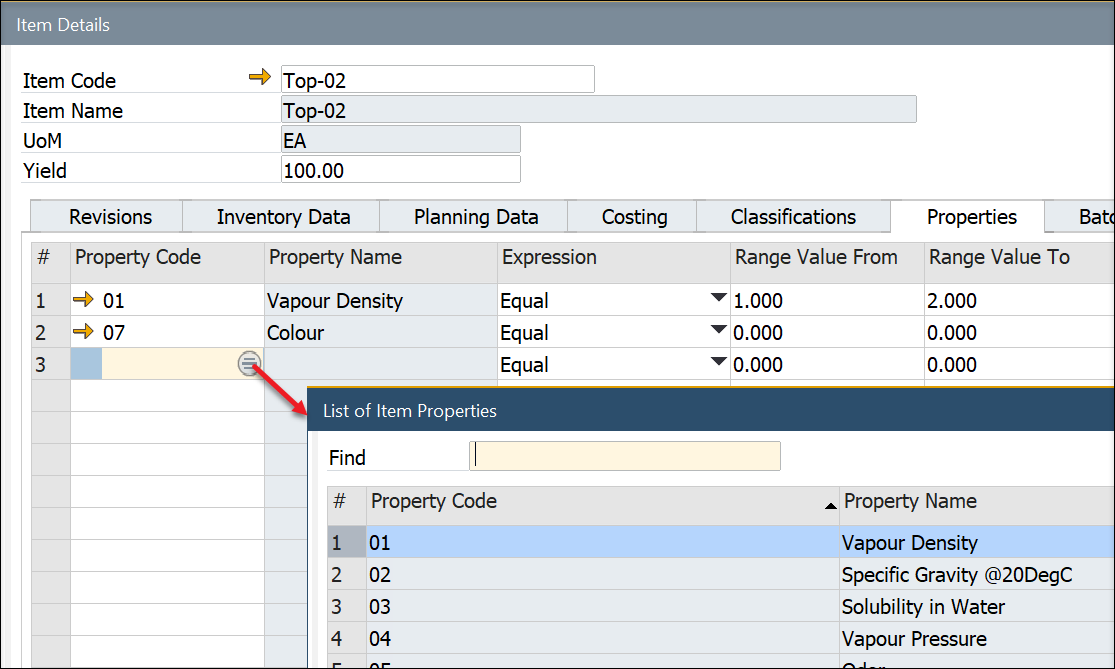 Item Details
Item Code Top-02
Item Name Top-02
UoM EA
Yield 100.00
Revisions Inventory Data Planning Data Costing Classifications Properties Batc
# Property Code Property Name Expression Range Value From Range Value To
1 01 Vapour Density Equal 1.000 2.000
2 07 Colour Equal 0.000 0.000
3 Equal 0.000 0.000
List of Item Properties
Find
# Property Code Property Name
1 01 Vapour Density
2 02 Specific Gravity @20DegC
3 03 Solubility in Water
4 04 Vapour Pressure
5 05 Odor